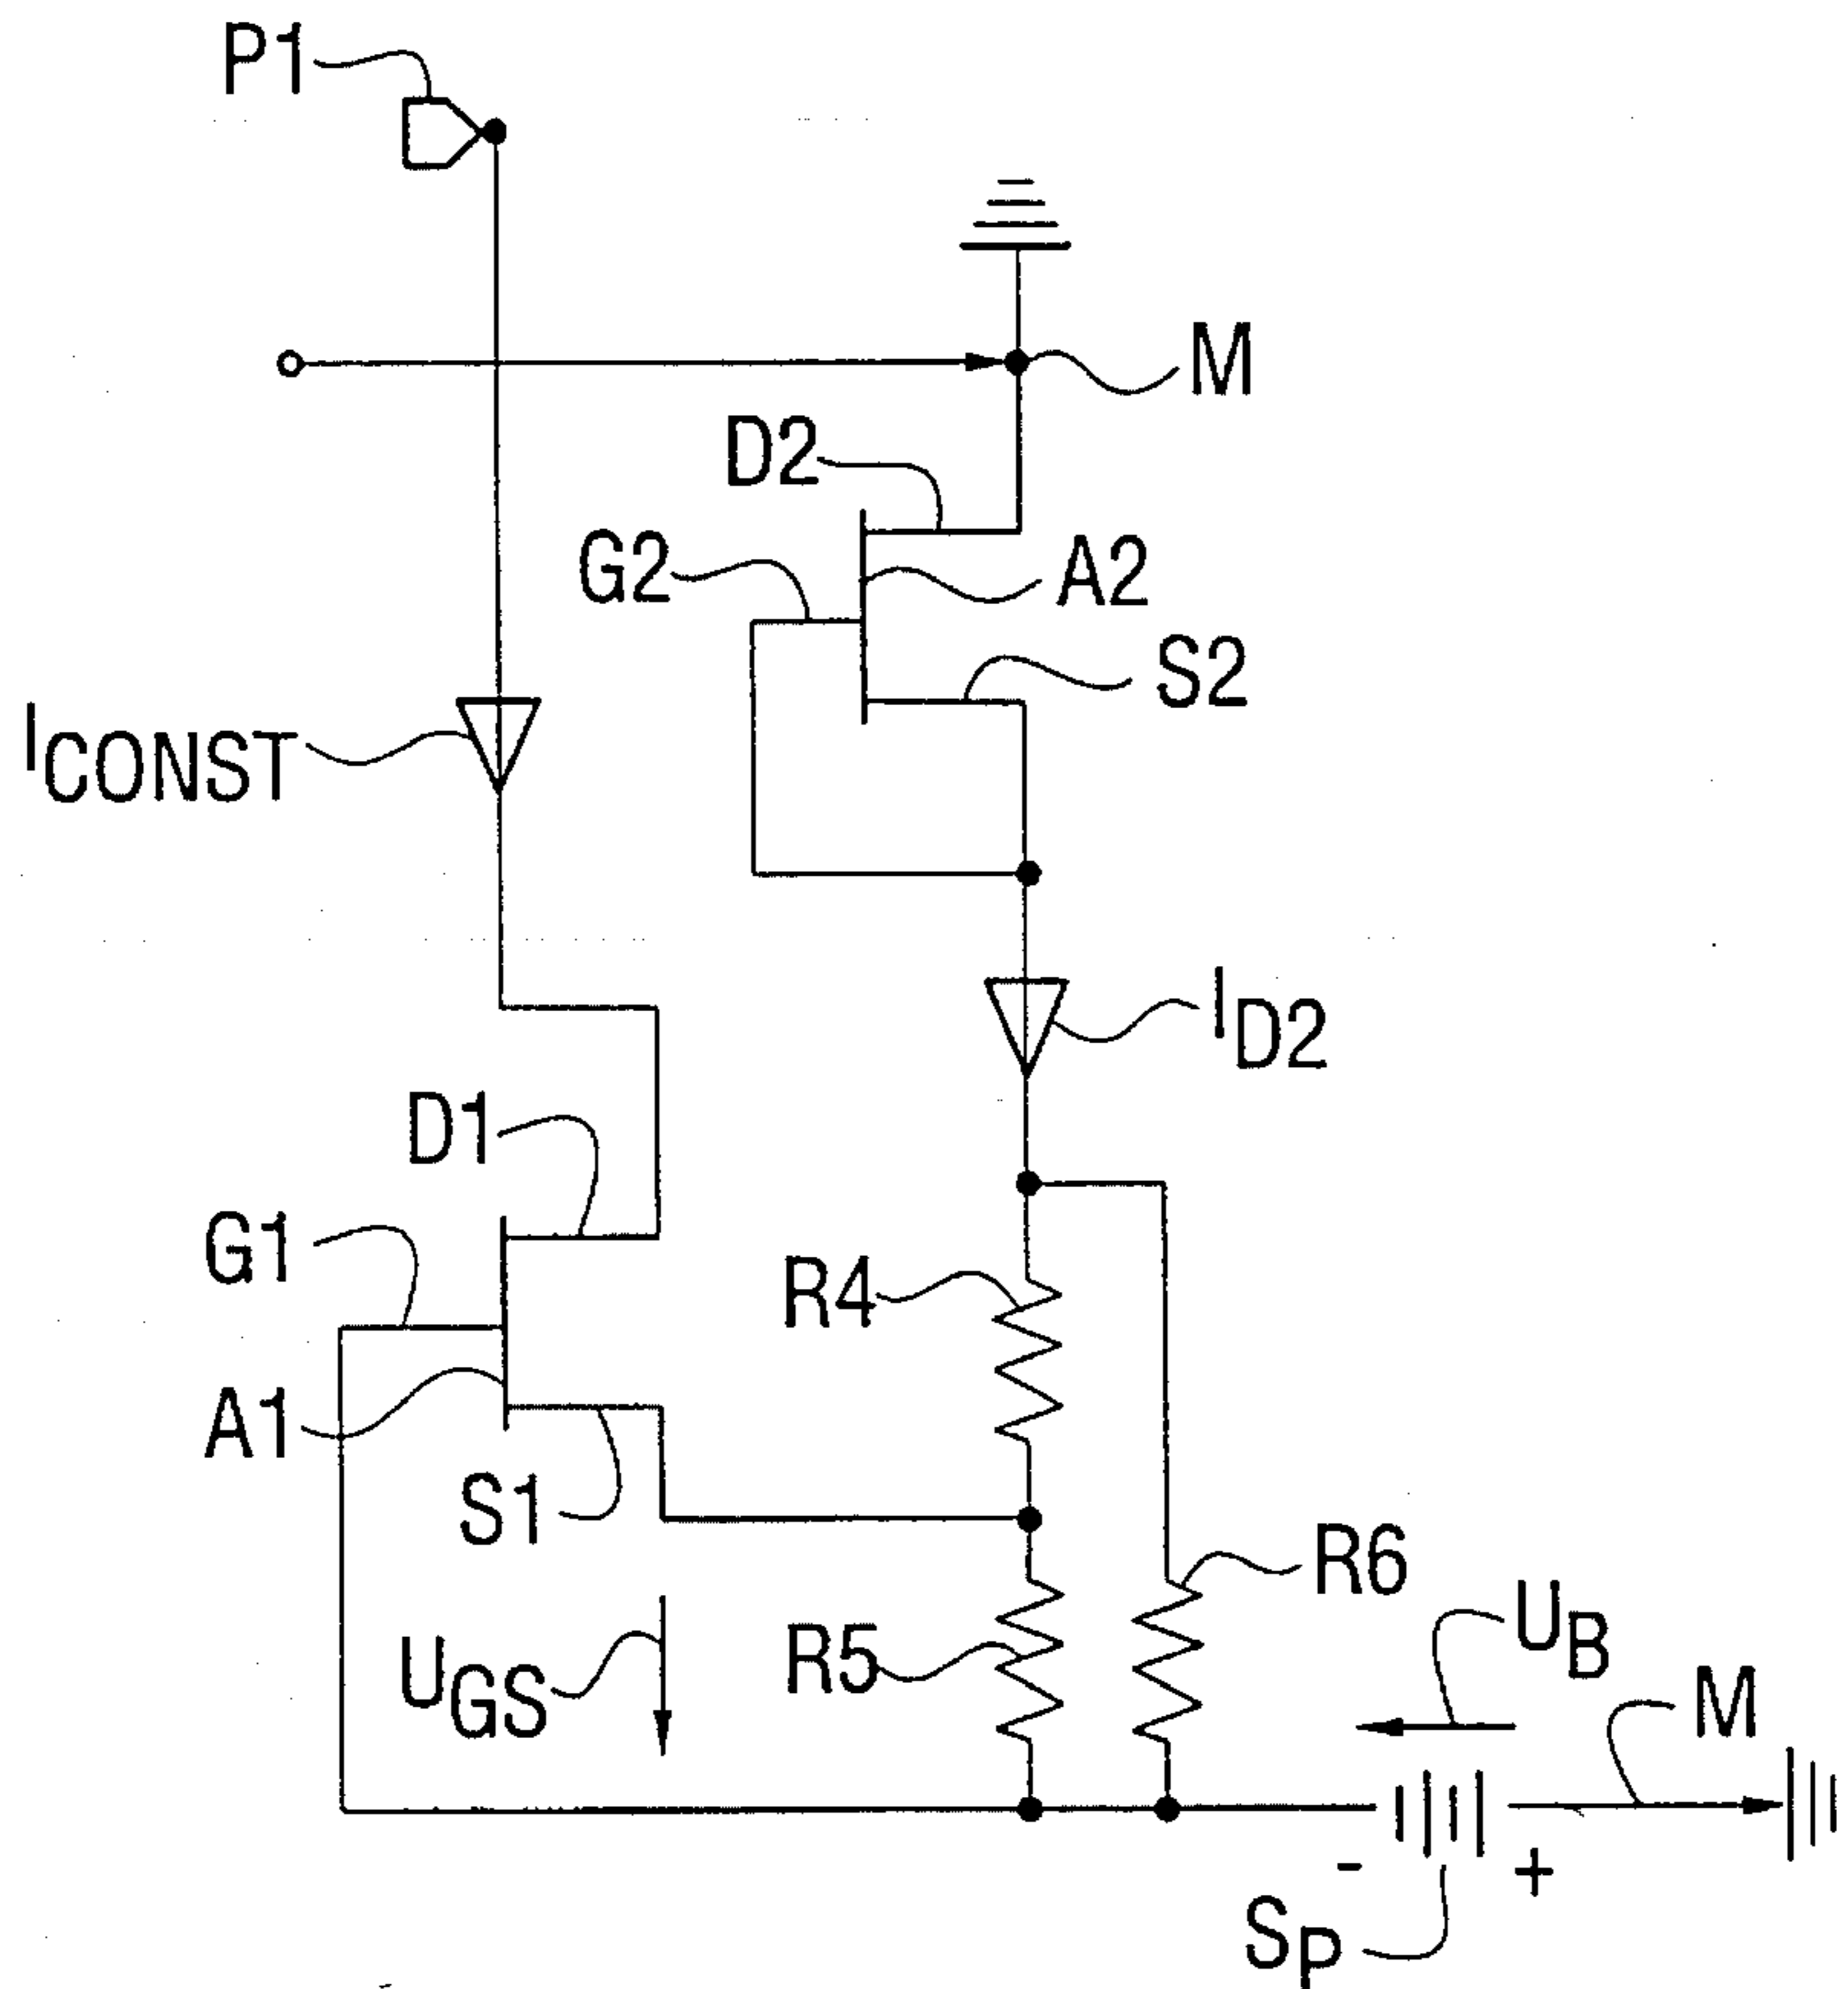 P1
M
D2
G2
A2
S2
ICONST
ID2
D1
G1
R4
A1
S1
R6
UGS
R5
UB
M
- +
SP